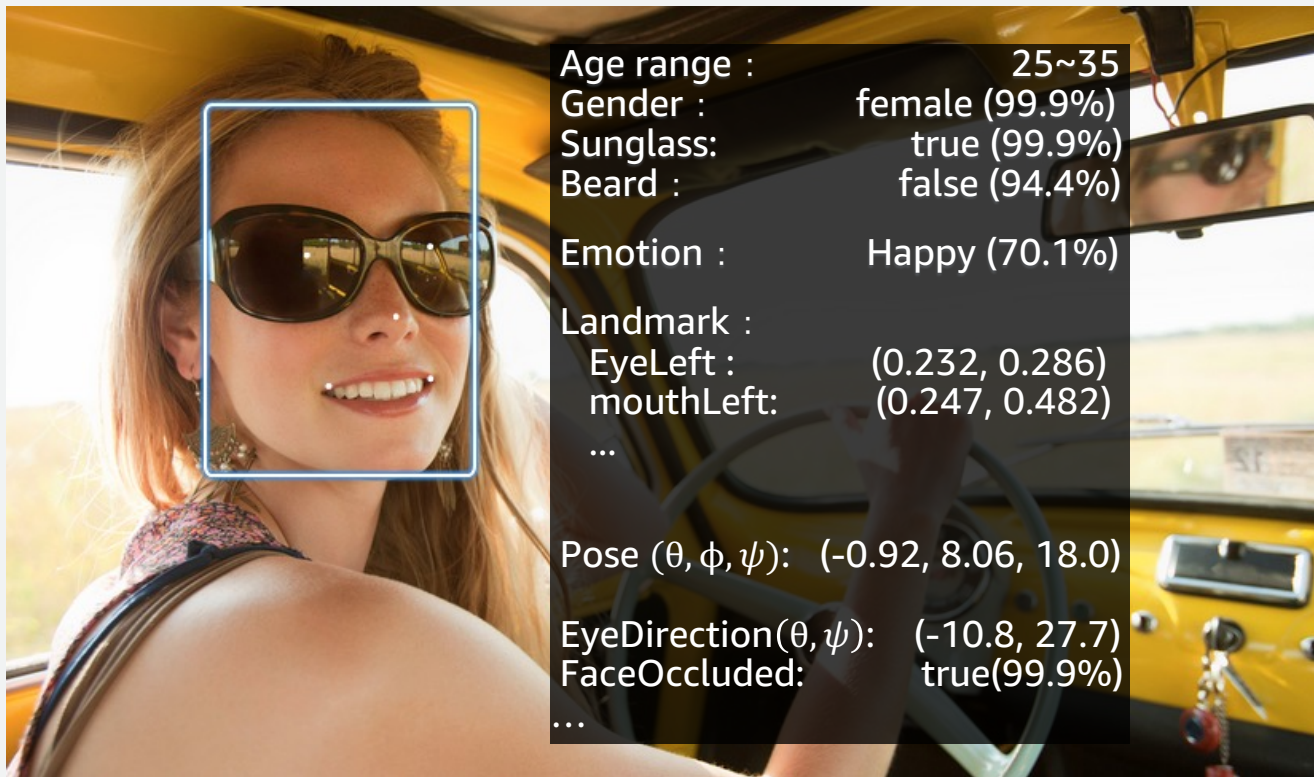 Age range : 25~35
Gender : female (99.9%)
Sunglass: true (99.9%)
Beard : false (94.4%)
Emotion : Happy (70.1%)
Landmark :
EyeLeft : (0.232, 0.286)
mouthLeft: (0.247, 0.482)
...
Pose (θ, ϕ, ψ): (-0.92, 8.06, 18.0)
EyeDirection(θ, ψ): (-10.8, 27.7)
FaceOccluded: true(99.9%)
...